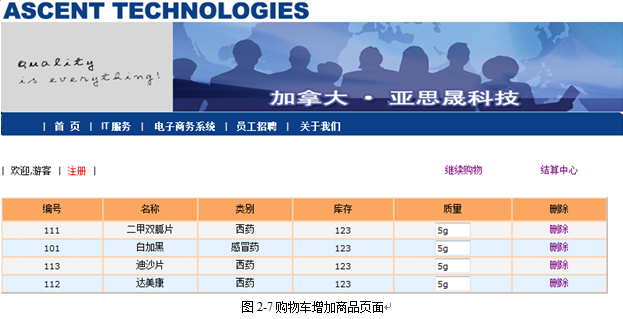 ASCENT TECHNOLOGIES
quality
is everything!
加拿大 · 亚思晟科技
| 首 页 | IT 服务 | 电子商务系统 | 员工招聘 | 关于我们
| 欢迎,游客 | 注册 | 继续购物 结算中心
编号 名称 类别 库存 质量 删除
111 二甲双胍片 西药 123 5g 删除
101 白加黑 感冒药 123 5g 删除
113 迪沙片 西药 123 5g 删除
112 达美康 西药 123 5g 删除
图 2-7 购物车增加商品页面